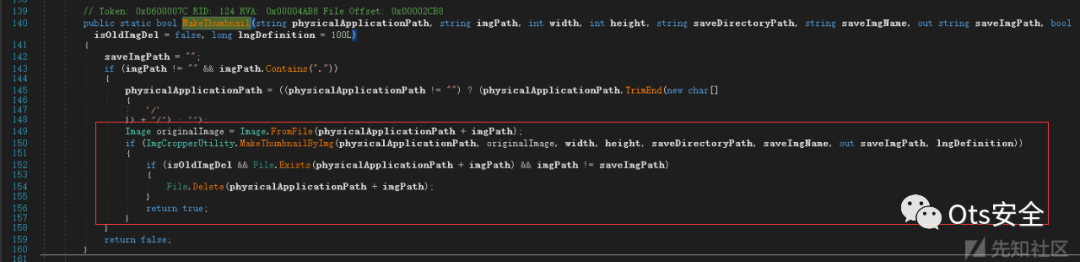 139 // Token: 0x0600007C RID: 124 RVA: 0x00004AB8 File Offset: 0x00002CB8
140 public static bool MakeThumbnail(string physicalApplicationPath, string imgPath, int width, int height, string saveDirectoryPath, string saveImgName, out string saveImgPath, bool
isOldImgDel = false, long lngDefinition = 100L)
141 {
142 saveImgPath = "";
143 if (imgPath != "" && imgPath.Contains("."))
144 {
145 physicalApplicationPath = ((physicalApplicationPath != "") ? (physicalApplicationPath.TrimEnd(new char[]
146 {
147 '/'
148 }) + "/") : "");
149 Image originalImage = Image.FromFile(physicalApplicationPath + imgPath);
150 if (ImgCropperUtility.MakeThumbnailByImg(physicalApplicationPath, originalImage, width, height, saveDirectoryPath, saveImgName, out saveImgPath, lngDefinition))
151 {
152 if (isOldImgDel && File.Exists(physicalApplicationPath + imgPath) && imgPath != saveImgPath)
153 {
154 File.Delete(physicalApplicationPath + imgPath);
155 }
156 return true;
157 }
158 }
159 return false;
160 }
161
Ots安全
先知社区